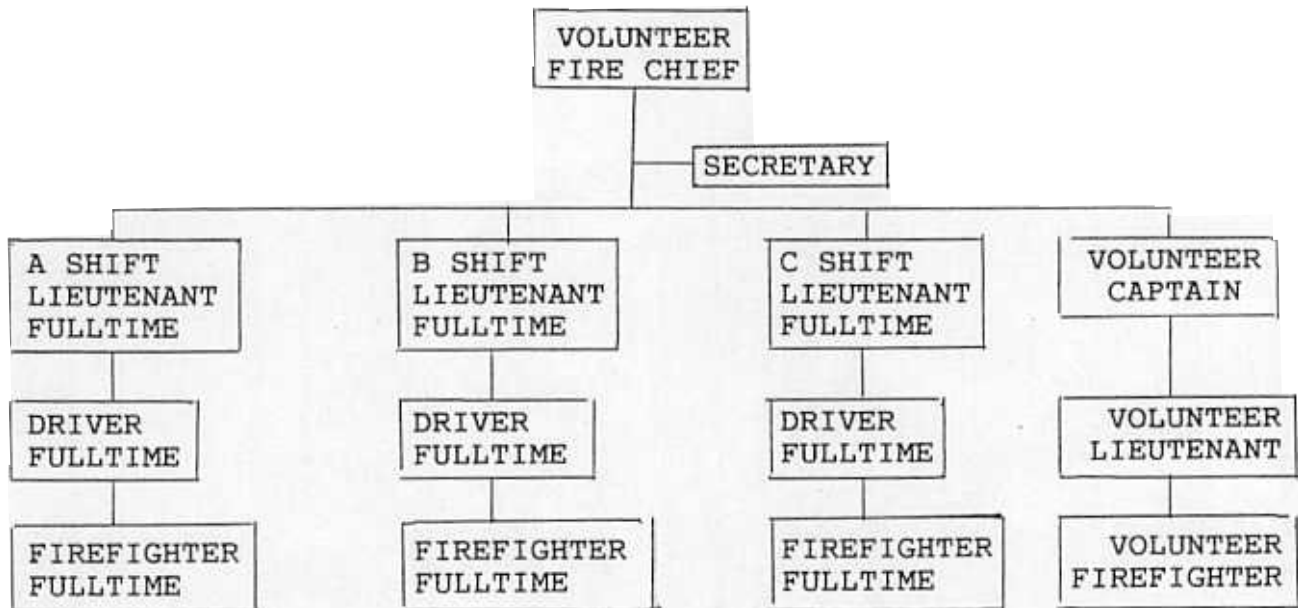 VOLUNTEER
FIRE CHIEF
SECRETARY
A SHIFT
LIEUTENANT
FULLTIME
B SHIFT
LIEUTENANT
FULLTIME
C SHIFT
LIEUTENANT
FULLTIME
VOLUNTEER
CAPTAIN
DRIVER
FULLTIME
DRIVER
FULLTIME
DRIVER
FULLTIME
VOLUNTEER
LIEUTENANT
FIREFIGHTER
FULLTIME
FIREFIGHTER
FULLTIME
FIREFIGHTER
FULLTIME
VOLUNTEER
FIREFIGHTER